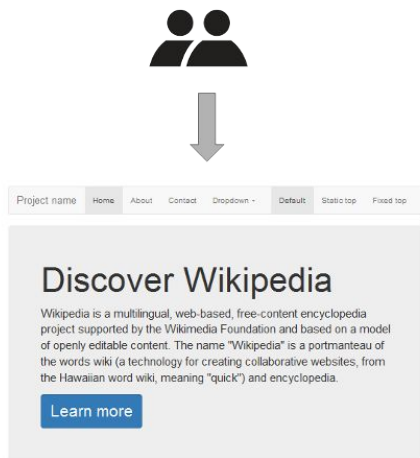 Project name Home About Contact Dropdown Default Static top Fixed top
Discover Wikipedia
Wikipedia is a multilingual, web-based, free-content encyclopedia
project supported by the Wikimedia Foundation and based on a model
of openly editable content. The name "Wikipedia" is a portmanteau of
the words wiki (a technology for creating collaborative websites, from
the Hawaiian word wiki, meaning "quick") and encyclopedia.
Learn more